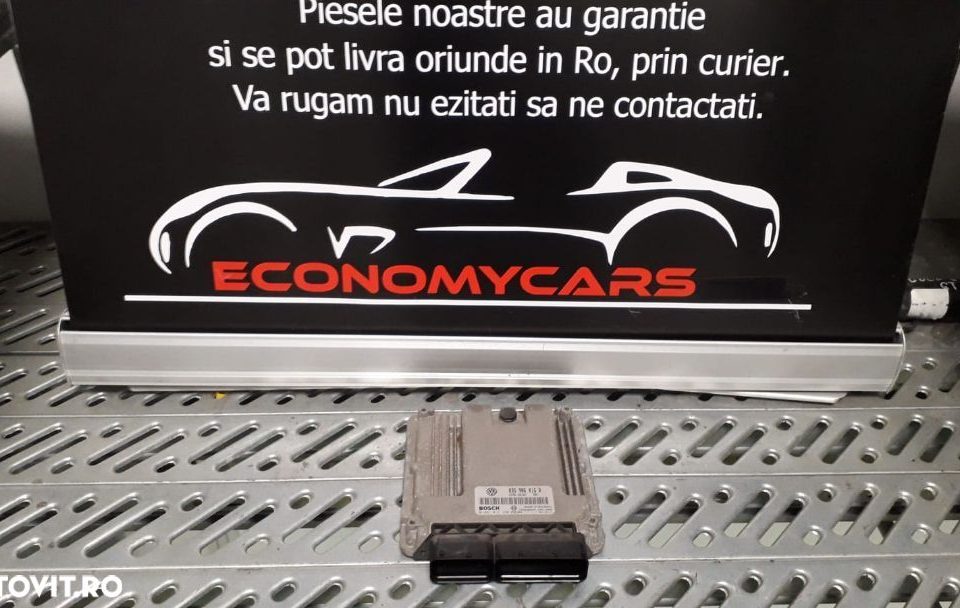 Piesele noastre au garantie
si se pot livra oriunde in Ro, prin curier.
Va rugam nu ezitati sa ne contactati.
ECONOMYCARS
BOSCH
TOVIT.RO